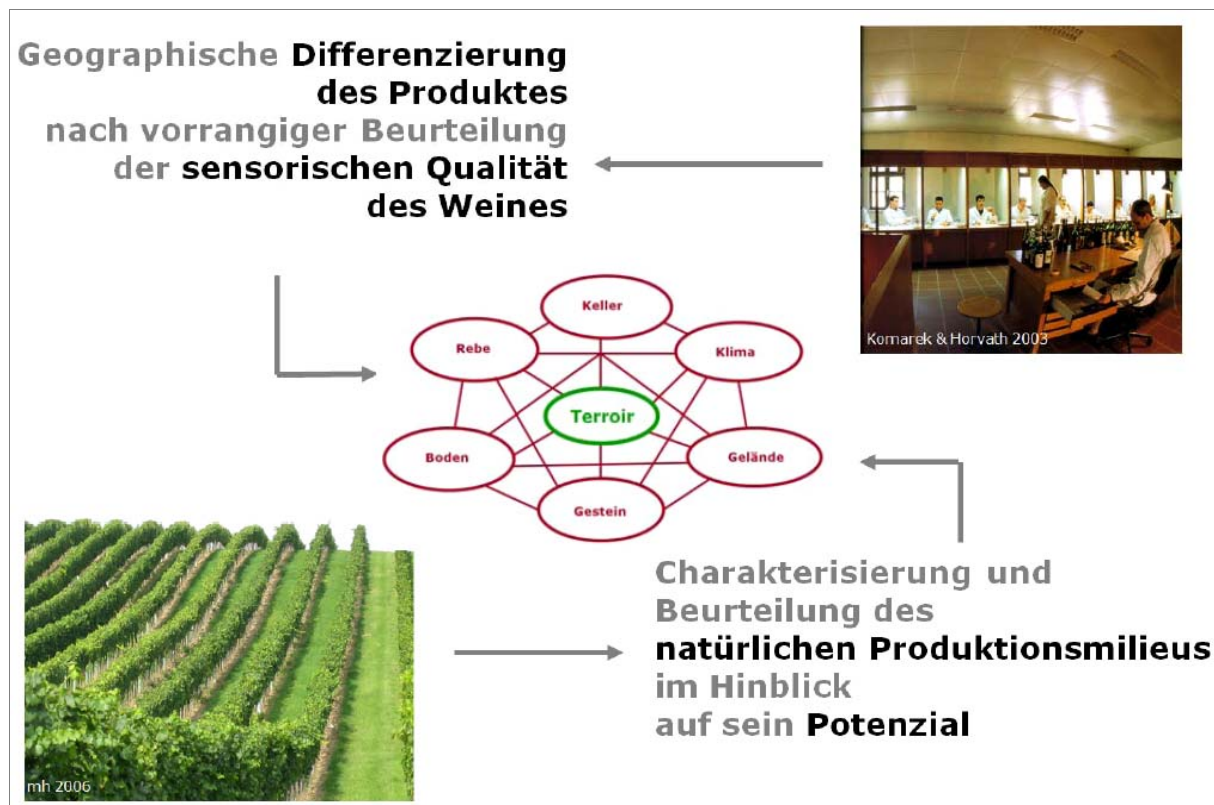 Geographische Differenzierung
des Produktes
nach vorrangiger Beurteilung
der sensorischen Qualität
des Weines
Komarek & Horvath 2003
Keller
Rebe
Klima
Terroir
Boden
Gelände
Gestein
Charakterisierung und
Beurteilung des
natürlichen Produktionsmilieus
im Hinblick
auf sein Potenzial
mh 2006